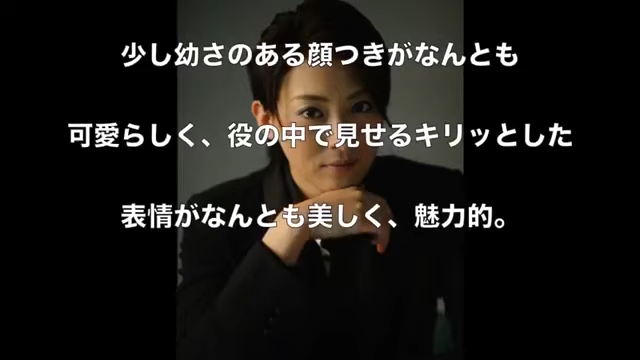 少し幼さのある顔つきがなんとも
可愛らしく、役の中で見せるキリッとした
表情がなんとも美しく、魅力的。